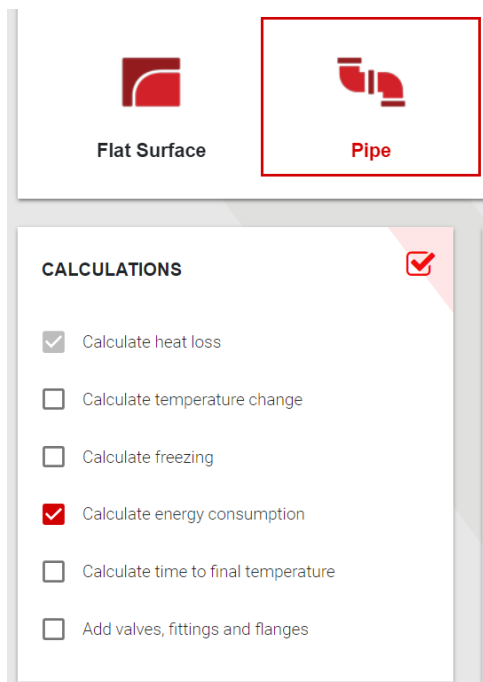 Flat Surface
Pipe
CALCULATIONS
Calculate heat loss
Calculate temperature change
Calculate freezing
Calculate energy consumption
Calculate time to final temperature
Add valves, fittings and flanges